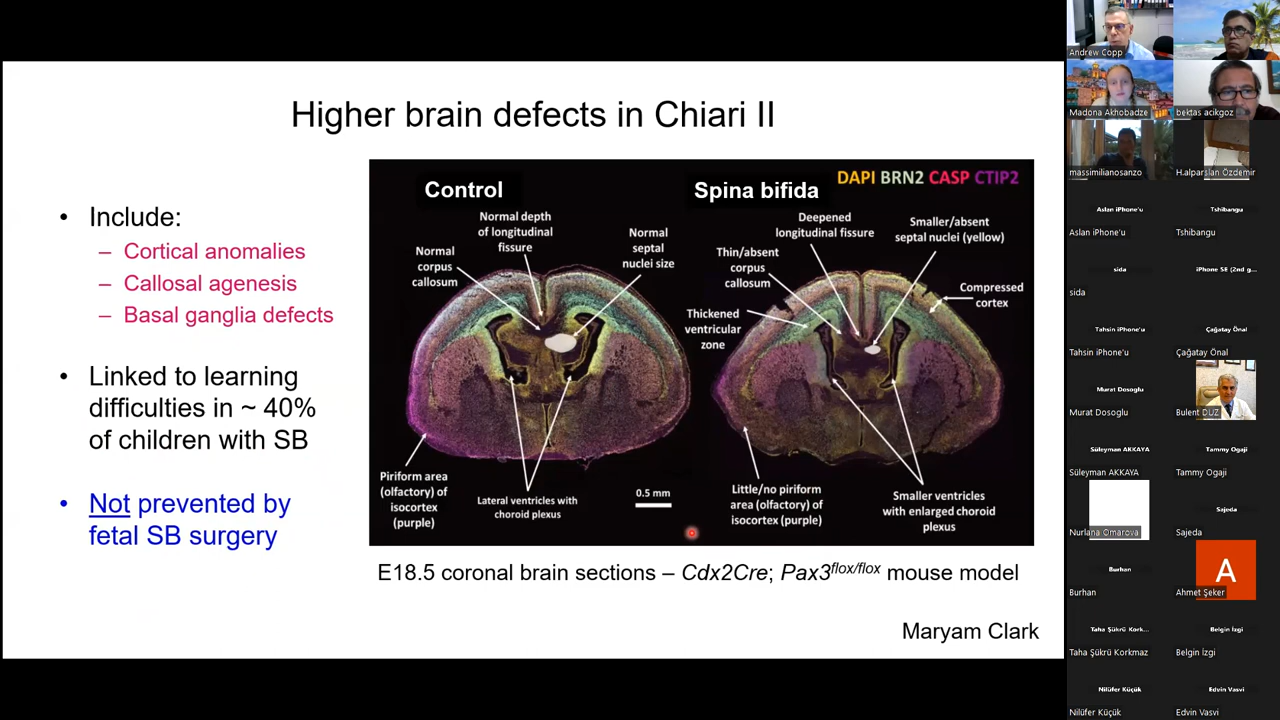 Higher brain defects in Chiari II
• Include:
– Cortical anomalies
– Callosal agenesis
– Basal ganglia defects
• Linked to learning
difficulties in ~ 40%
of children with SB
• Not prevented by
fetal SB surgery
DAPI BRN2 CASP CTIP2
Control
Normal depth
of longitudinal
fissure
Normal
corpus
callosum
Normal
septal
nuclei size
Piriform area
(olfactory) of
isocortex
(purple)
Lateral ventricles with
choroid plexus
0.5 mm
Spina bifida
Deepened
longitudinal fissure
Smaller/absent
septal nuclei (yellow)
Thin/absent
corpus
callosum
Compressed
cortex
Thickened
ventricular
zone
Little/no piriform
area (olfactory) of
isocortex (purple)
Smaller ventricles
with enlarged choroid
plexus
E18.5 coronal brain sections – Cdx2Cre; Pax3flox/flox mouse model
Maryam Clark
Andrew Copp
Madona Akhobadze
bektas acikgoz
massimilianosanzo
H.alparslan Özdemir
Aslan iPhone'u
Aslan iPhone'u
Tshibangu
Tshibangu
sida
sida
iPhone SE (2nd g...
Tahsin iPhone'u
Tahsin iPhone'u
Çağatay Önal
Çağatay Önal
Murat Dosoglu
Murat Dosoglu
Bulent DUZ
Süleyman AKKAYA
Süleyman AKKAYA
Tammy Ogaji
Tammy Ogaji
Nurlana Omarova
Sajeda
Sajeda
Burhan
Burhan
A
Ahmet Şeker
Taha Şükrü Kork...
Taha Şükrü Korkmaz
Belgin İzgi
Belgin İzgi
Nilüfer Küçük
Nilüfer Küçük
Edvin Vasvi
Edvin Vasvi